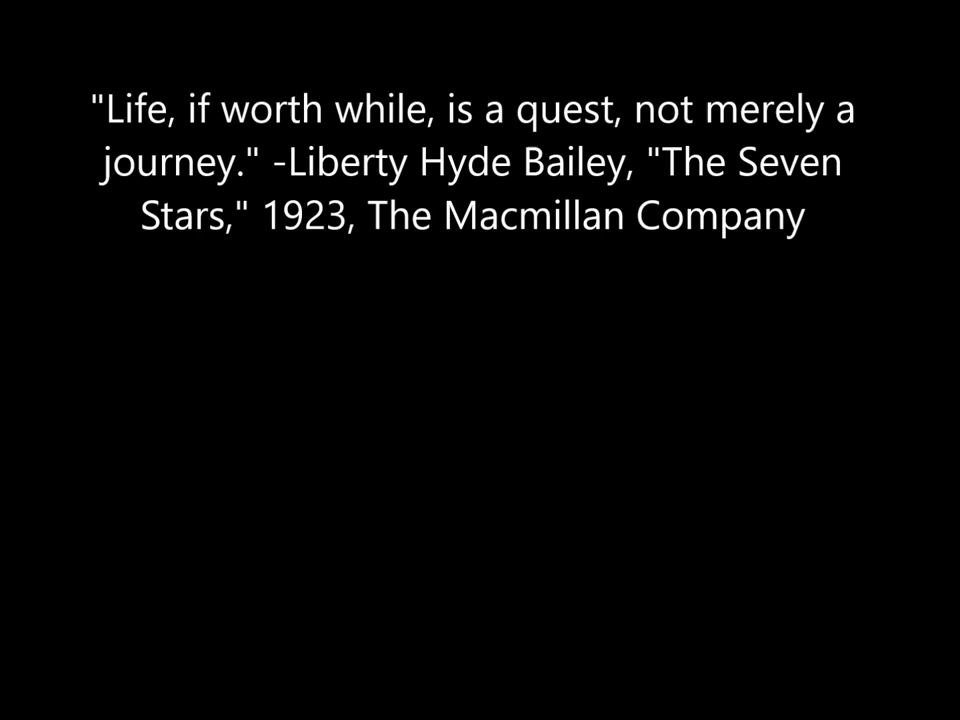 "Life, if worth while, is a quest, not merely a
journey." -Liberty Hyde Bailey, "The Seven
Stars," 1923, The Macmillan Company